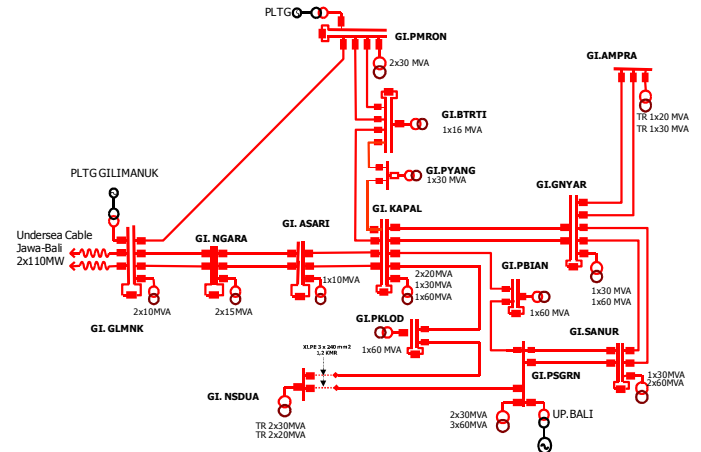 PLTG
GI.PMRON
2x30 MVA
GI.AMPRA
TR 1x20 MVA
TR 1x30 MVA
GI.BTRTI
1x16 MVA
GI.PYANG
1x30 MVA
PLTG GILIMANUK
GI.GNYAR
GI. KAPAL
Undersea Cable
Jawa-Bali
2x110MW
GI. NGARA
GI. ASARI
GI.PBIAN
1x10MVA
2x20MVA
1x30MVA
1x60MVA
1x30 MVA
1x60 MVA
2x10MVA
2x15MVA
GI. GLMNK
1x60 MVA
GI.PKLOD
1x60 MVA
GI.SANUR
XLPE 3 x 240 mm2
1,2 KMR
GI.PSGRN
1x30MVA
2x60MVA
GI. NSDUA
TR 2x30MVA
TR 2x20MVA
2x30MVA
3x60MVA
UP.BALI